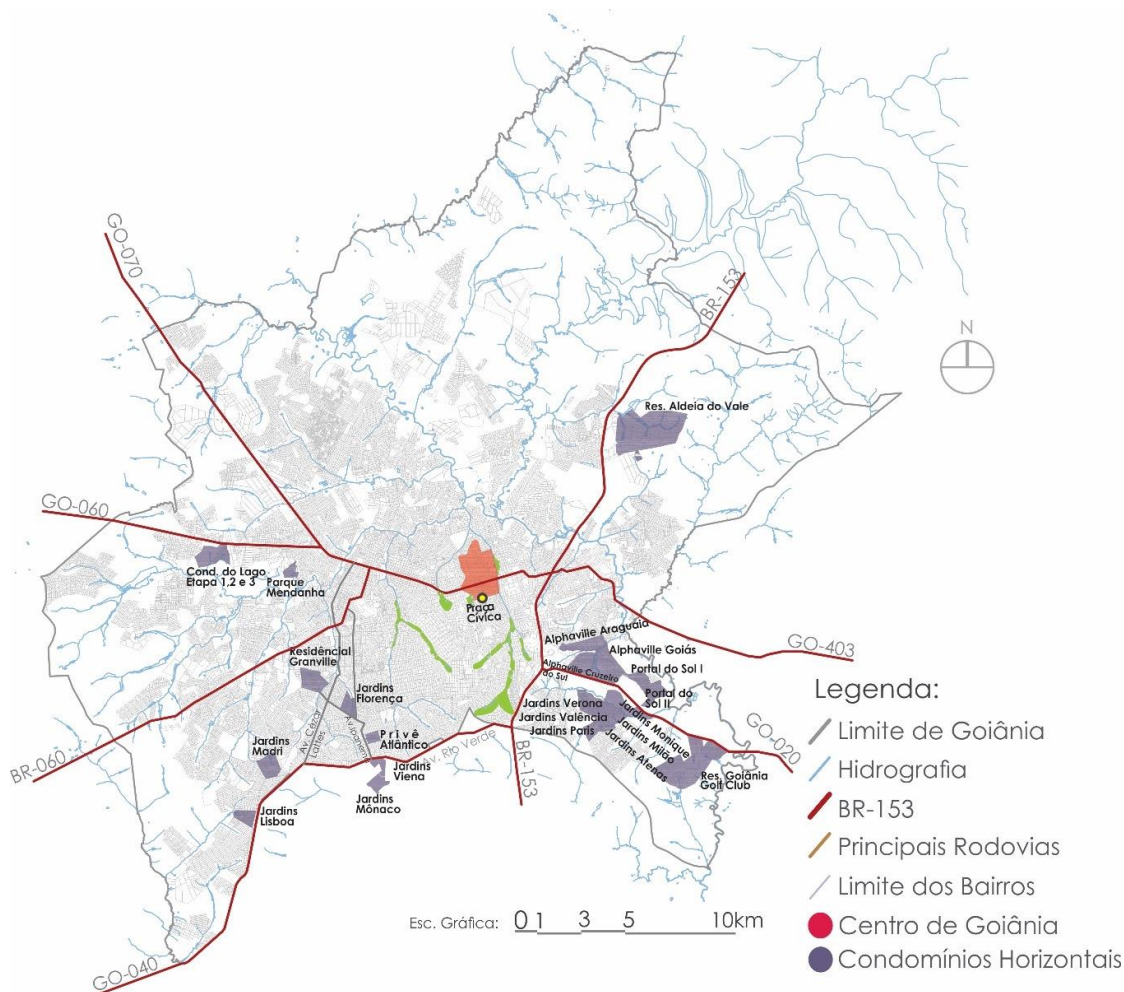 GO-070
BR-153
N
Res. Aldeia do Vale
GO-060
Cond. do Lago
Etapa 1,2 e 3
Parque
Mendanha
Praça
Cívica
Alphaville Araguáia
GO-403
Alphaville Goiás
Residêncial
Granville
Portal do Sol I
Alphaville Cruzeiro
do Sul
Portal do
Sol II
Jardins
Florença
Jardins Verona
Jardins Valência
Jardins Paris
Jardins Monique
Jardins Milão
Jardins Atenas
GO-020
Av. Cézar
Lattes
Av. Ipanema
Privê
Atlântico
Av. Rio Verde
Jardins
Madri
BR-060
Jardins
Viena
BR-153
Res. Goiânia
Golf Club
Jardins
Mônaco
Jardins
Lisboa
GO-040
Esc. Gráfica: 0 1 3 5 10km
Legenda:
Limite de Goiânia
Hidrografia
BR-153
Principais Rodovias
Limite dos Bairros
Centro de Goiânia
Condomínios Horizontais